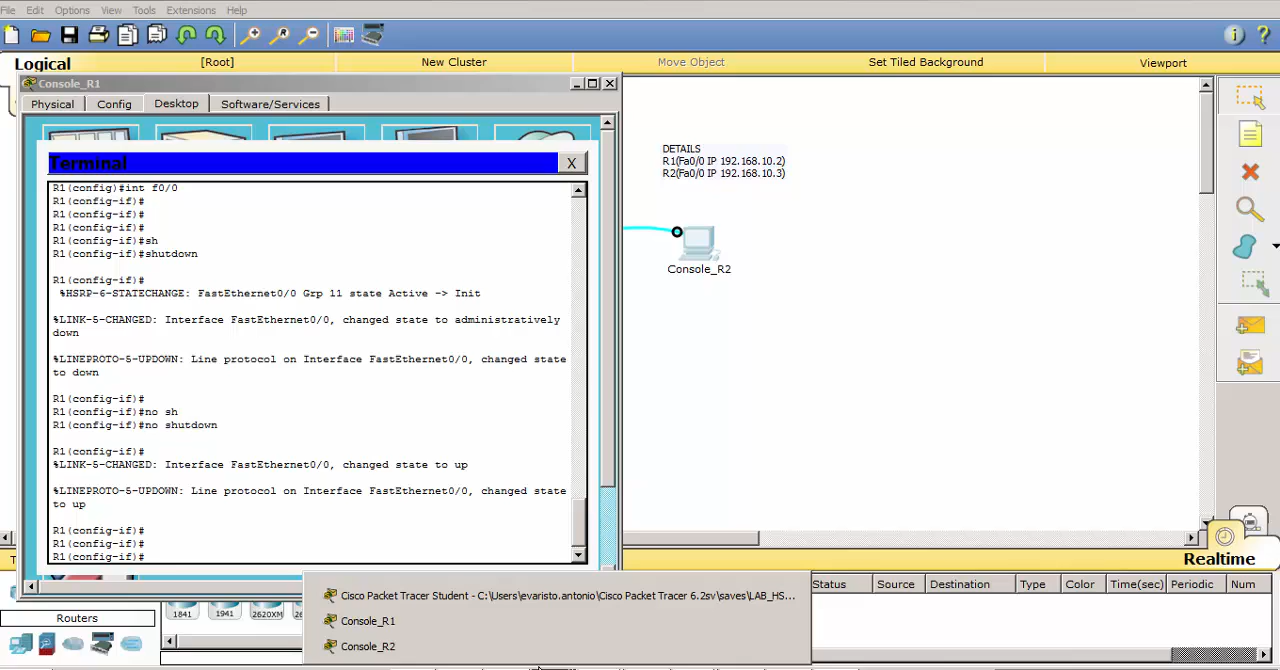 File Edit Options View Tools Extensions Help
Logical [Root] New Cluster Move Object Set Tiled Background Viewport
Console_R1
Physical Config Desktop Software/Services
Terminal X
R1(config)#int f0/0
R1(config-if)#
R1(config-if)#
R1(config-if)#
R1(config-if)#sh
R1(config-if)#shutdown
R1(config-if)#
%HSRP-6-STATECHANGE: FastEthernet0/0 Grp 11 state Active -> Init
%LINK-5-CHANGED: Interface FastEthernet0/0, changed state to administratively
down
%LINEPROTO-5-UPDOWN: Line protocol on Interface FastEthernet0/0, changed state
to down
R1(config-if)#
R1(config-if)#no sh
R1(config-if)#no shutdown
R1(config-if)#
%LINK-5-CHANGED: Interface FastEthernet0/0, changed state to up
%LINEPROTO-5-UPDOWN: Line protocol on Interface FastEthernet0/0, changed state
to up
R1(config-if)#
R1(config-if)#
R1(config-if)#
DETAILS
R1(Fa0/0 IP 192.168.10.2)
R2(Fa0/0 IP 192.168.10.3)
Console_R2
Realtime
Status Source Destination Type Color Time(sec) Periodic Num
Cisco Packet Tracer Student - C:\Users\evaristo.antonio\Cisco Packet Tracer 6.2sv\saves\LAB_HS...
Console_R1
Console_R2
1841 1941 2620XM
Routers